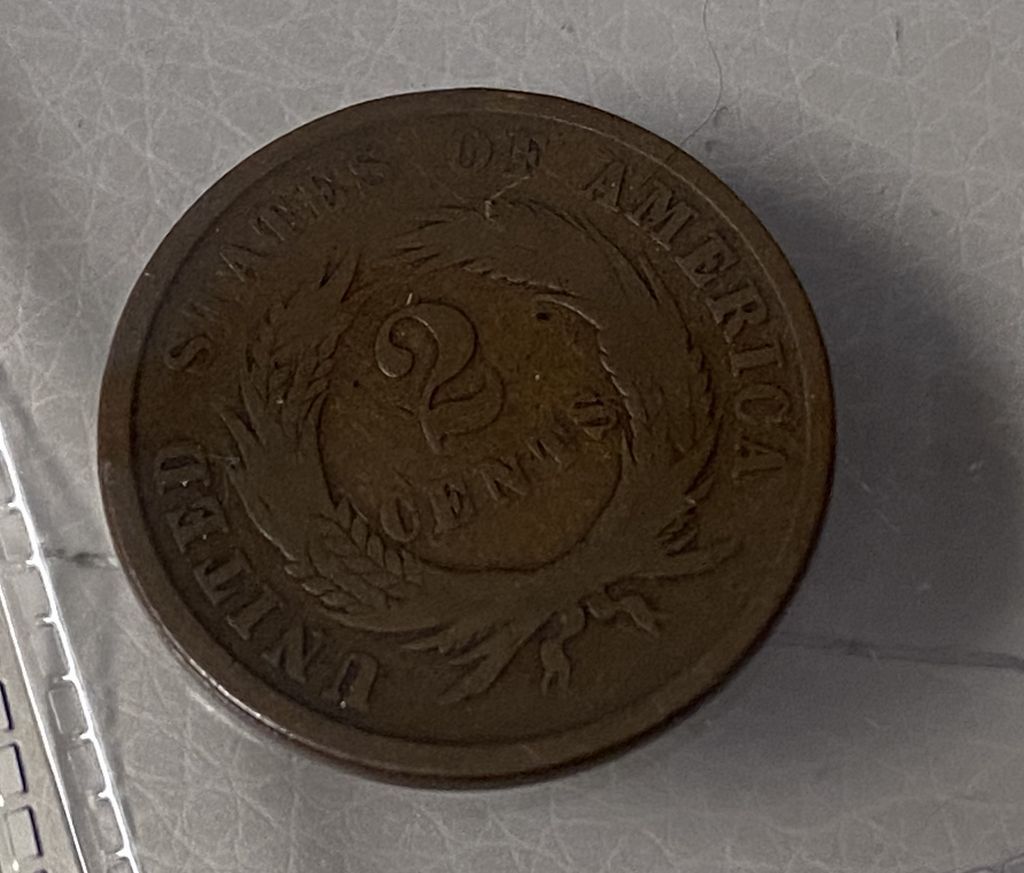 UNITED STATES OF AMERICA
2
CENTS